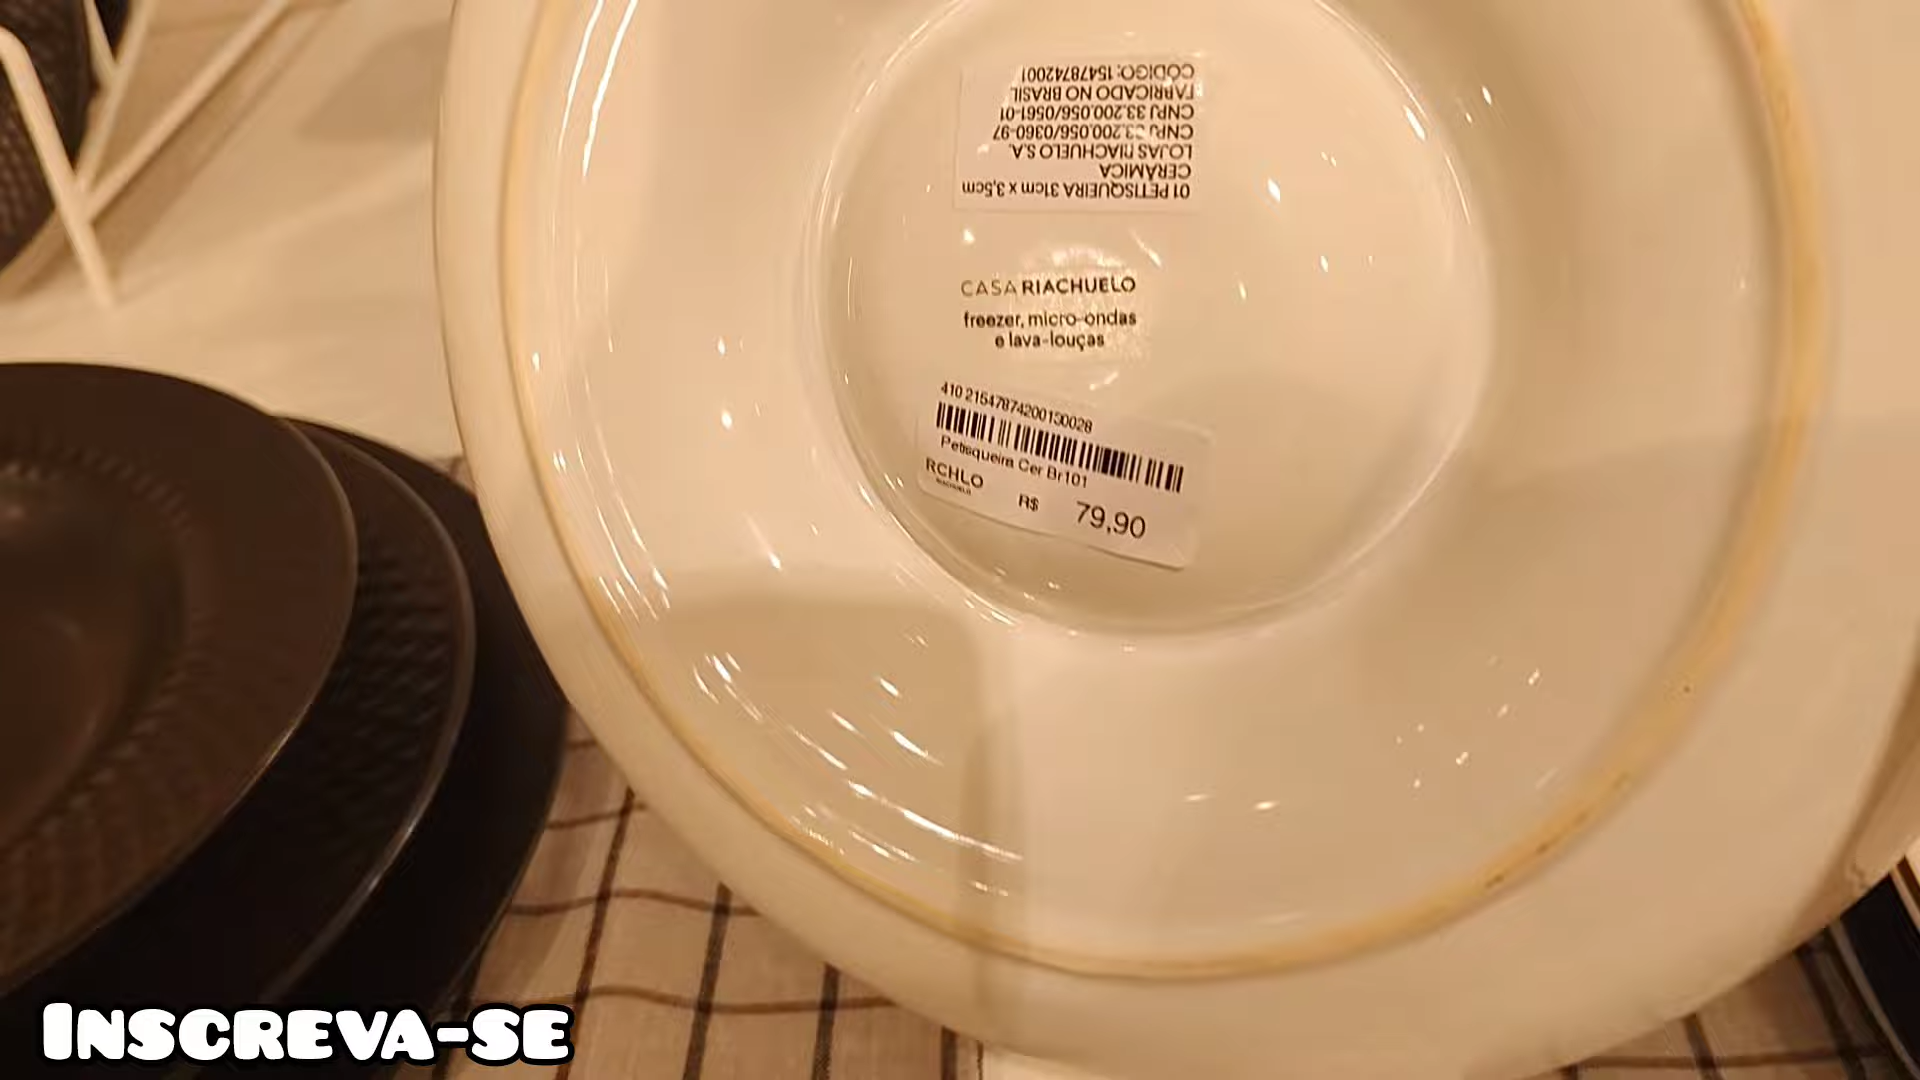 01 PETISQUEIRA 31cm x 3,5cm
CERÂMICA
LOJAS RIACHUELO S.A.
CNPJ 33.200.056/0360-97
CNPJ 33.200.056/0561-01
FABRICADO NO BRASIL
CÓDIGO: 15478742001
CASA RIACHUELO
freezer, micro-ondas
e lava-louças
410 21547874200130028
Petisqueira Cer Br101
RCHLO
RIACHUELO
R$ 79,90
INSCREVA-SE